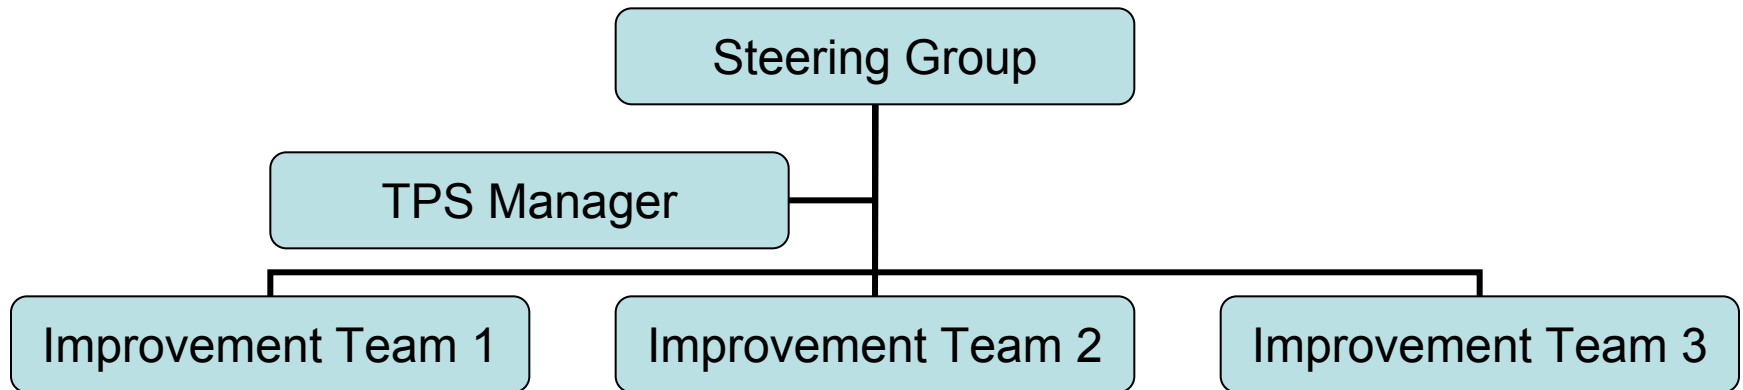 Steering Group
TPS Manager
Improvement Team 1
Improvement Team 2
Improvement Team 3